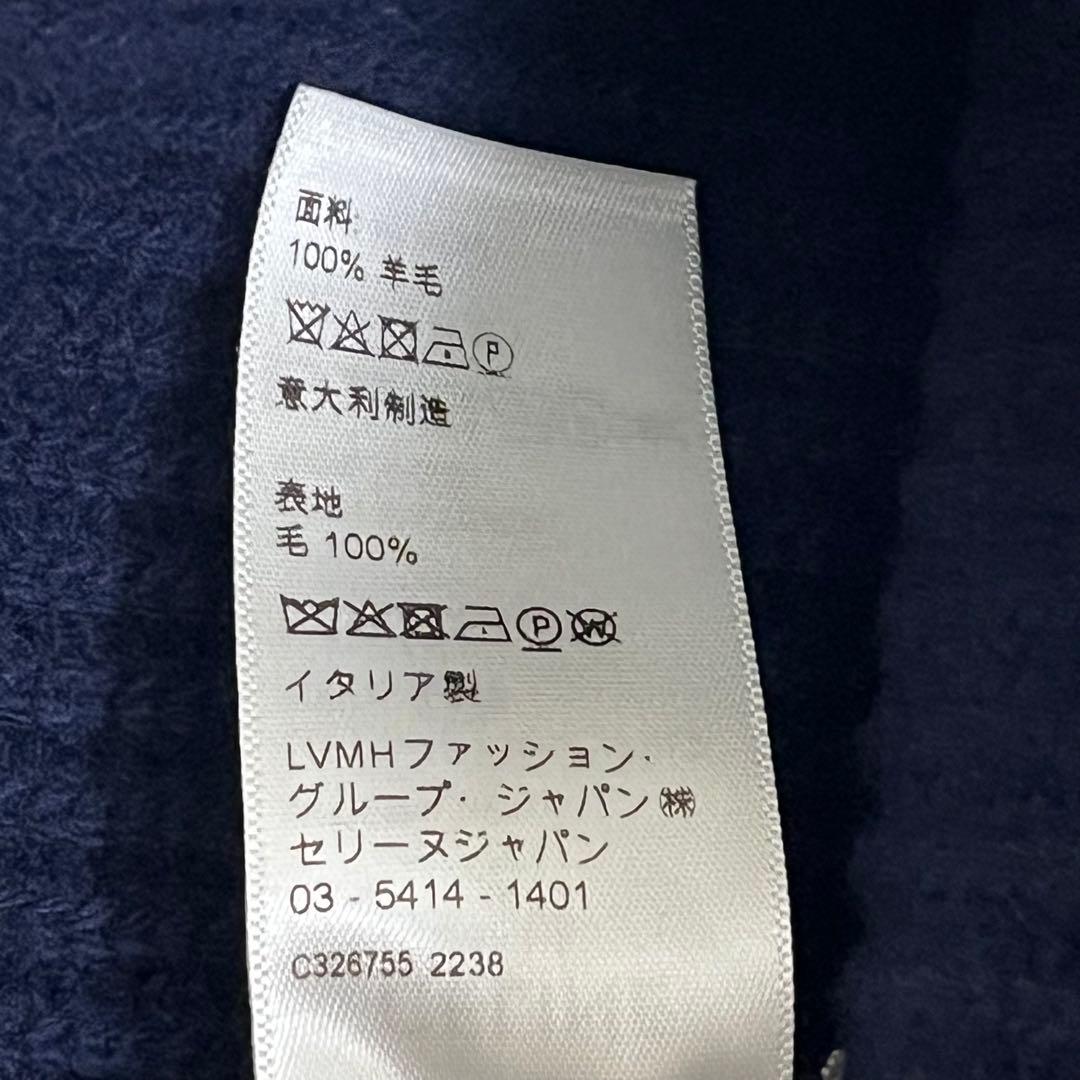 面料
100% 羊毛
P
意大利制造
表地
毛 100%
P W
イタリア製
LVMHファッション・
グループ・ジャパン㈱
セリーヌジャパン
03 - 5414 - 1401
C326755 2238